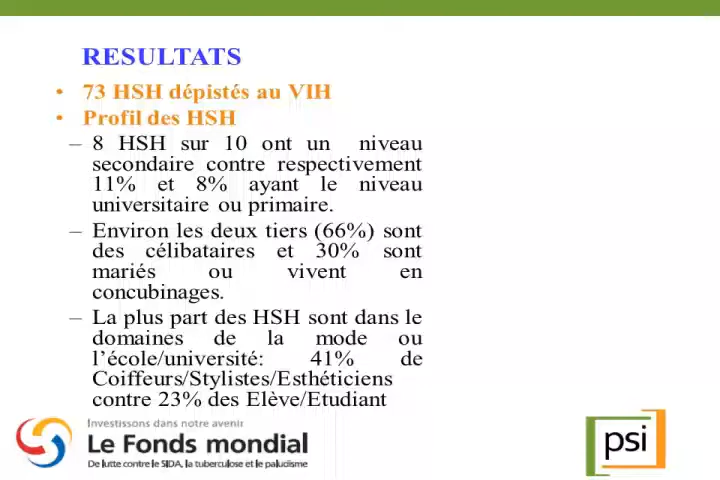 RESULTATS
• 73 HSH dépistés au VIH
• Profil des HSH
– 8 HSH sur 10 ont un niveau
secondaire contre respectivement
11% et 8% ayant le niveau
universitaire ou primaire.
– Environ les deux tiers (66%) sont
des célibataires et 30% sont
mariés ou vivent en
concubinages.
– La plus part des HSH sont dans le
domaines de la mode ou
l’école/université: 41% de
Coiffeurs/Stylistes/Esthéticiens
contre 23% des Elève/Etudiant
Investissons dans notre avenir
Le Fonds mondial
De lutte contre le SIDA, la tuberculose et le paludisme
psi